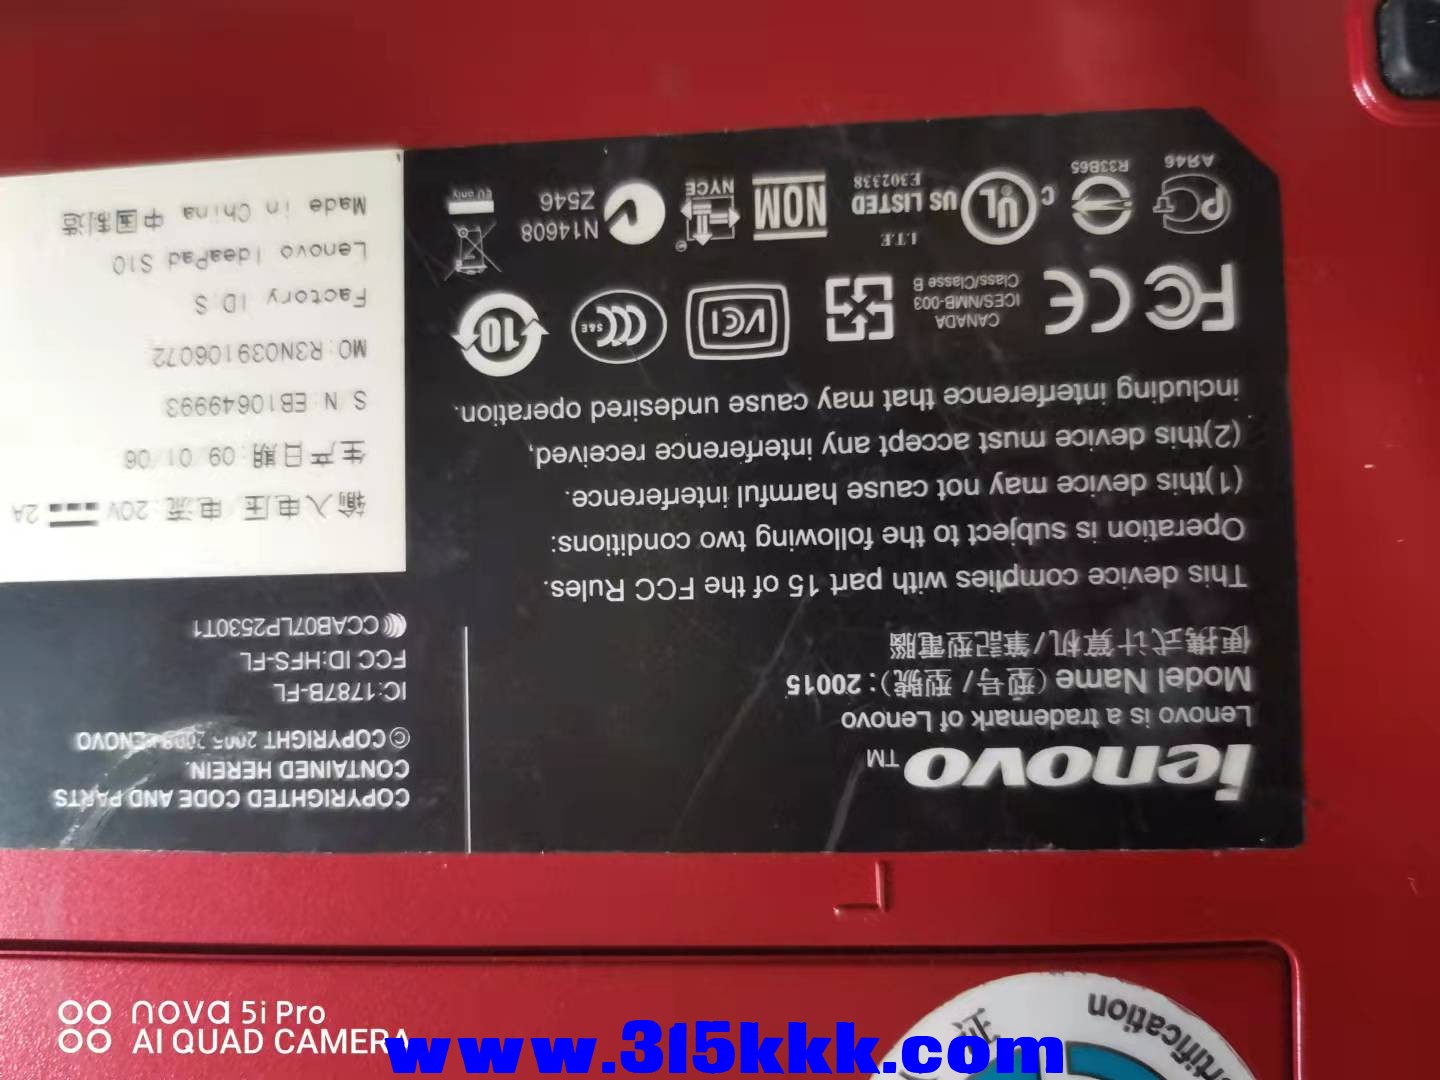 lenovo TM
Lenovo is a trademark of Lenovo
Model Name (型号/型號): 20015
便携式计算机/筆記型電腦
This device complies with part 15 of the FCC Rules.
Operation is subject to the following two conditions:
(1)this device may not cause harmful interference.
(2)this device must accept any interference received,
including interference that may cause undesired operation.
FC CE
CANADA
ICES/NMB-003
Class/Classe B
VCI
CCC S&E
10
PC
АЯ46
R33B65
C UL US LISTED
I.T.E
E302338
NOM
NYCE
N14608
Z546
EU only
COPYRIGHTED CODE AND PARTS
CONTAINED HEREIN.
© COPYRIGHT 2005 LENOVO
IC:1787B-FL
FCC ID:HFS-FL
CCAB07LP2530T1
输入电压/电流:20V 2A
生产日期:09/01/06
S/N:EB10649993
MO:R3N039106072
Factory ID:S
Lenovo IdeaPad S10
Made in China 中国制造
ertification
nova 5i Pro
AI QUAD CAMERA
www.315kkk.com